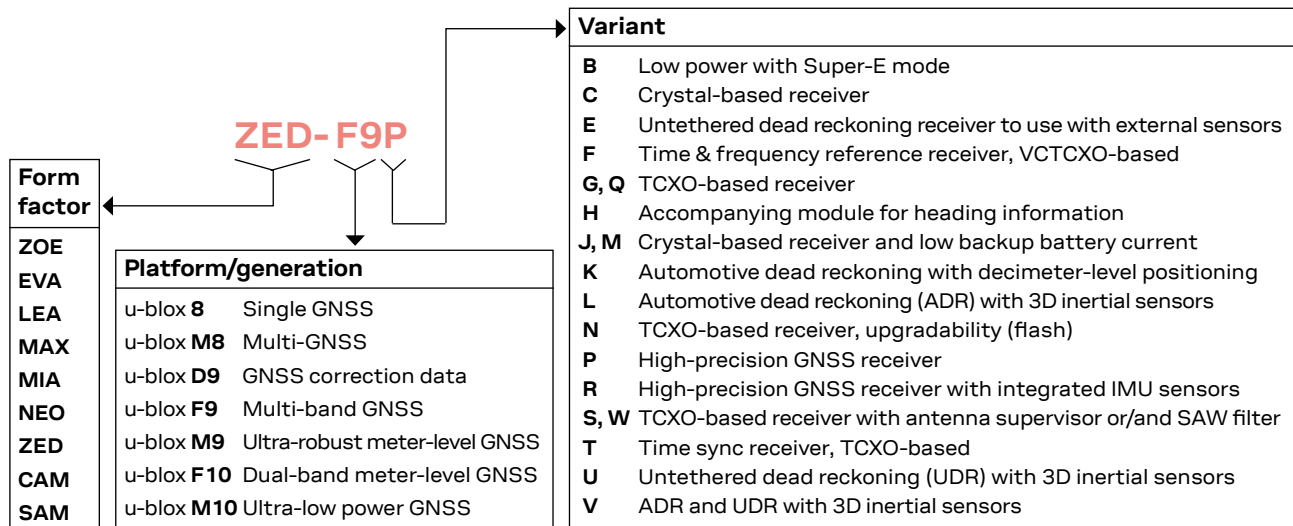 ZED-F9P
Form
factor
ZOE
EVA
LEA
MAX
MIA
NEO
ZED
CAM
SAM
Platform/generation
u-blox 8 Single GNSS
u-blox M8 Multi-GNSS
u-blox D9 GNSS correction data
u-blox F9 Multi-band GNSS
u-blox M9 Ultra-robust meter-level GNSS
u-blox F10 Dual-band meter-level GNSS
u-blox M10 Ultra-low power GNSS
Variant
B Low power with Super-E mode
C Crystal-based receiver
E Untethered dead reckoning receiver to use with external sensors
F Time & frequency reference receiver, VCTCXO-based
G, Q TCXO-based receiver
H Accompanying module for heading information
J, M Crystal-based receiver and low backup battery current
K Automotive dead reckoning with decimeter-level positioning
L Automotive dead reckoning (ADR) with 3D inertial sensors
N TCXO-based receiver, upgradability (flash)
P High-precision GNSS receiver
R High-precision GNSS receiver with integrated IMU sensors
S, W TCXO-based receiver with antenna supervisor or/and SAW filter
T Time sync receiver, TCXO-based
U Untethered dead reckoning (UDR) with 3D inertial sensors
V ADR and UDR with 3D inertial sensors